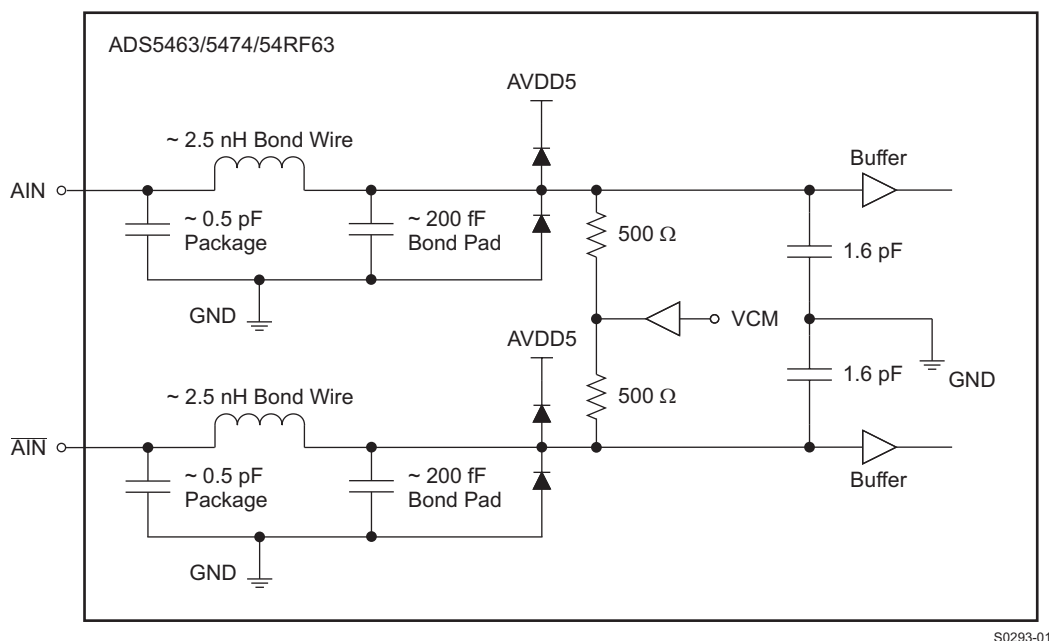 ADS5463/5474/54RF63
AVDD5
~ 2.5 nH Bond Wire
Buffer
AIN
~ 0.5 pF
Package
~ 200 fF
Bond Pad
500 Ω
1.6 pF
GND
VCM
AVDD5
1.6 pF
GND
~ 2.5 nH Bond Wire
500 Ω
A̅I̅N̅
~ 0.5 pF
Package
~ 200 fF
Bond Pad
Buffer
GND
S0293-01